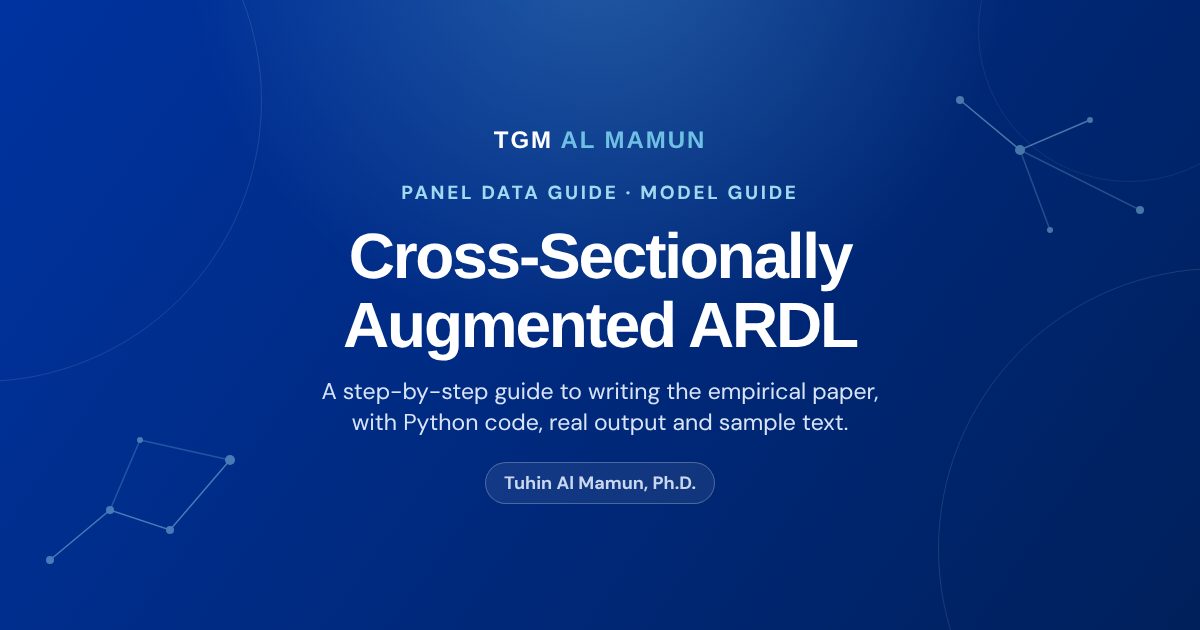 TGM AL MAMUN
PANEL DATA GUIDE · MODEL GUIDE
Cross-Sectionally
Augmented ARDL
A step-by-step guide to writing the empirical paper,
with Python code, real output and sample text.
Tuhin Al Mamun, Ph.D.